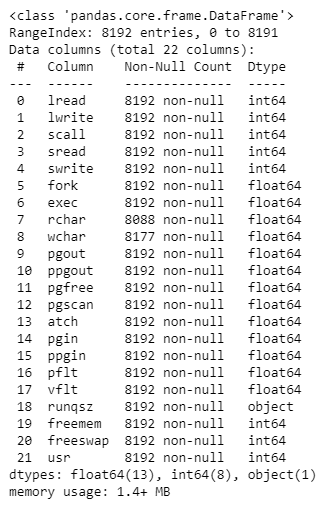 <class 'pandas.core.frame.DataFrame'>
RangeIndex: 8192 entries, 0 to 8191
Data columns (total 22 columns):
 #   Column    Non-Null Count  Dtype
---  ------    --------------  -----
 0   lread     8192 non-null   int64
 1   lwrite    8192 non-null   int64
 2   scall     8192 non-null   int64
 3   sread     8192 non-null   int64
 4   swrite    8192 non-null   int64
 5   fork      8192 non-null   float64
 6   exec      8192 non-null   float64
 7   rchar     8088 non-null   float64
 8   wchar     8177 non-null   float64
 9   pgout     8192 non-null   float64
 10  ppgout    8192 non-null   float64
 11  pgfree    8192 non-null   float64
 12  pgscan    8192 non-null   float64
 13  atch      8192 non-null   float64
 14  pgin      8192 non-null   float64
 15  ppgin     8192 non-null   float64
 16  pflt      8192 non-null   float64
 17  vflt      8192 non-null   float64
 18  runqsz    8192 non-null   object
 19  freemem   8192 non-null   int64
 20  freeswap  8192 non-null   int64
 21  usr       8192 non-null   int64
dtypes: float64(13), int64(8), object(1)
memory usage: 1.4+ MB